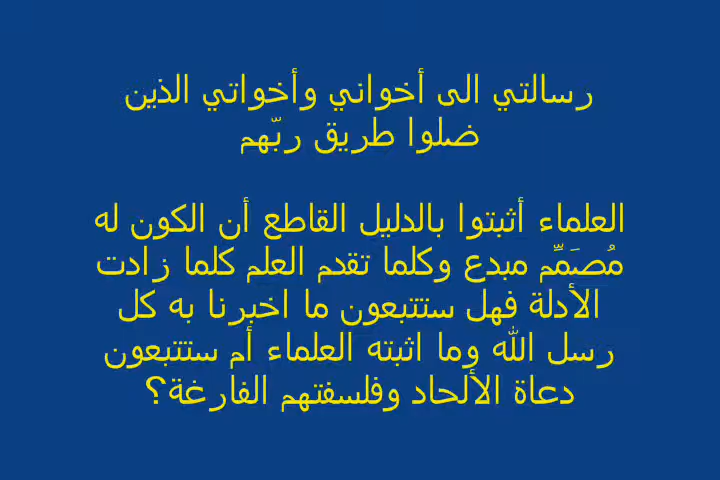 رسالتي الى أخواني وأخواتي الذين
ضلوا طريق ربّهم
العلماء أثبتوا بالدليل القاطع أن الكون له
مُصَمِّم مبدع وكلما تقدم العلم كلما زادت
الأدلة فهل ستتبعون ما اخبرنا به كل
رسل الله وما اثبته العلماء أم ستتبعون
دعاة الألحاد وفلسفتهم الفارغة؟